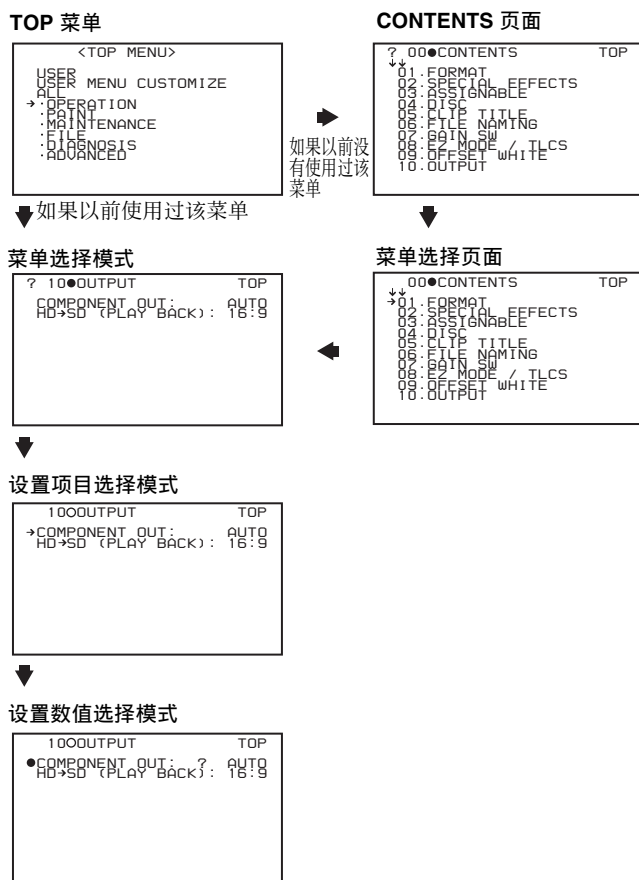 TOP 菜单
<TOP MENU>
USER
USER MENU CUSTOMIZE
ALL
→·OPERATION
·PAINT
·MAINTENANCE
·FILE
·DIAGNOSIS
·ADVANCED
如果以前没
有使用过该
菜单
CONTENTS 页面
? 00●CONTENTS TOP
↓↓
01.FORMAT
02.SPECIAL EFFECTS
03.ASSIGNABLE
04.DISC
05.CLIP TITLE
06.FILE NAMING
07.GAIN SW
08.EZ MODE / TLCS
09.OFFSET WHITE
10.OUTPUT
如果以前使用过该菜单
菜单选择模式
? 10●OUTPUT TOP
COMPONENT OUT: AUTO
HD→SD (PLAY BACK): 16:9
菜单选择页面
00●CONTENTS TOP
↓↓
→01.FORMAT
02.SPECIAL EFFECTS
03.ASSIGNABLE
04.DISC
05.CLIP TITLE
06.FILE NAMING
07.GAIN SW
08.EZ MODE / TLCS
09.OFFSET WHITE
10.OUTPUT
设置项目选择模式
10○OUTPUT TOP
→COMPONENT OUT: AUTO
HD→SD (PLAY BACK): 16:9
设置数值选择模式
10○OUTPUT TOP
●COMPONENT OUT: ? AUTO
HD→SD (PLAY BACK): 16:9